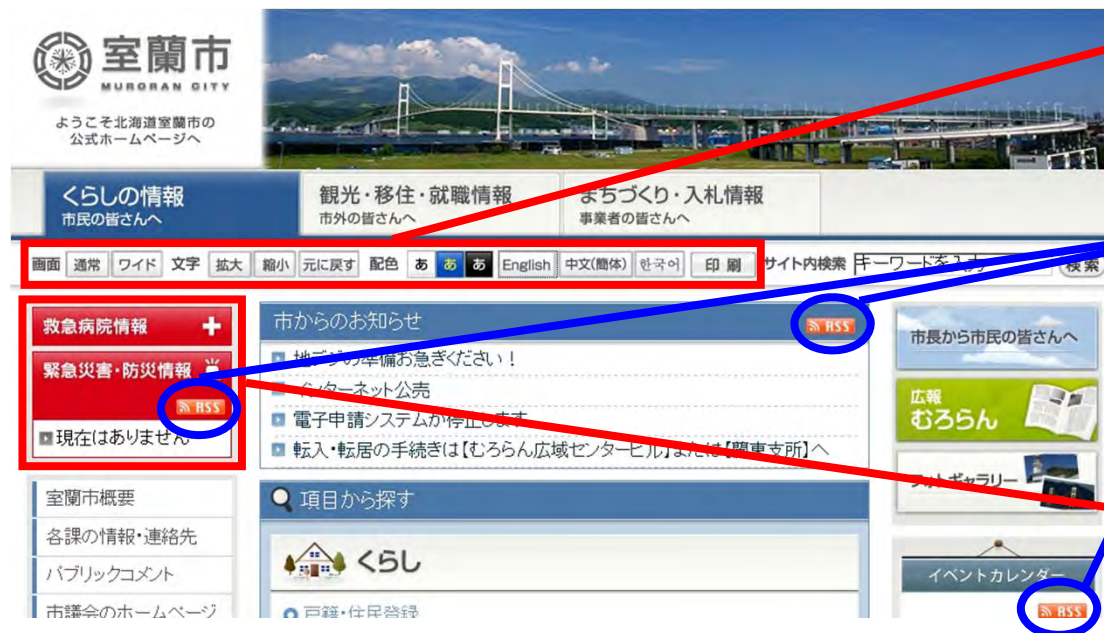 室蘭市
MURORAN CITY
ようこそ北海道室蘭市の
公式ホームページへ
くらしの情報
市民の皆さんへ
観光・移住・就職情報
市外の皆さんへ
まちづくり・入札情報
事業者の皆さんへ
画面 通常 ワイド 文字 拡大 縮小 元に戻す 配色 あ あ あ English 中文(簡体) 한국어 印刷 サイト内検索 キーワードを入力 検索
救急病院情報
緊急災害・防災情報
RSS
現在はありません
市からのお知らせ
RSS
地デジの準備お急ぎください！
インターネット公売
電子申請システムが停止します
転入・転居の手続きは【むろらん広域センタービル】または【関東支所】へ
市長から市民の皆さんへ
広報
むろらん
フォトギャラリー
室蘭市概要
各課の情報・連絡先
パブリックコメント
市議会のホームページ
項目から探す
くらし
戸籍・住民登録
イベントカレンダー
RSS